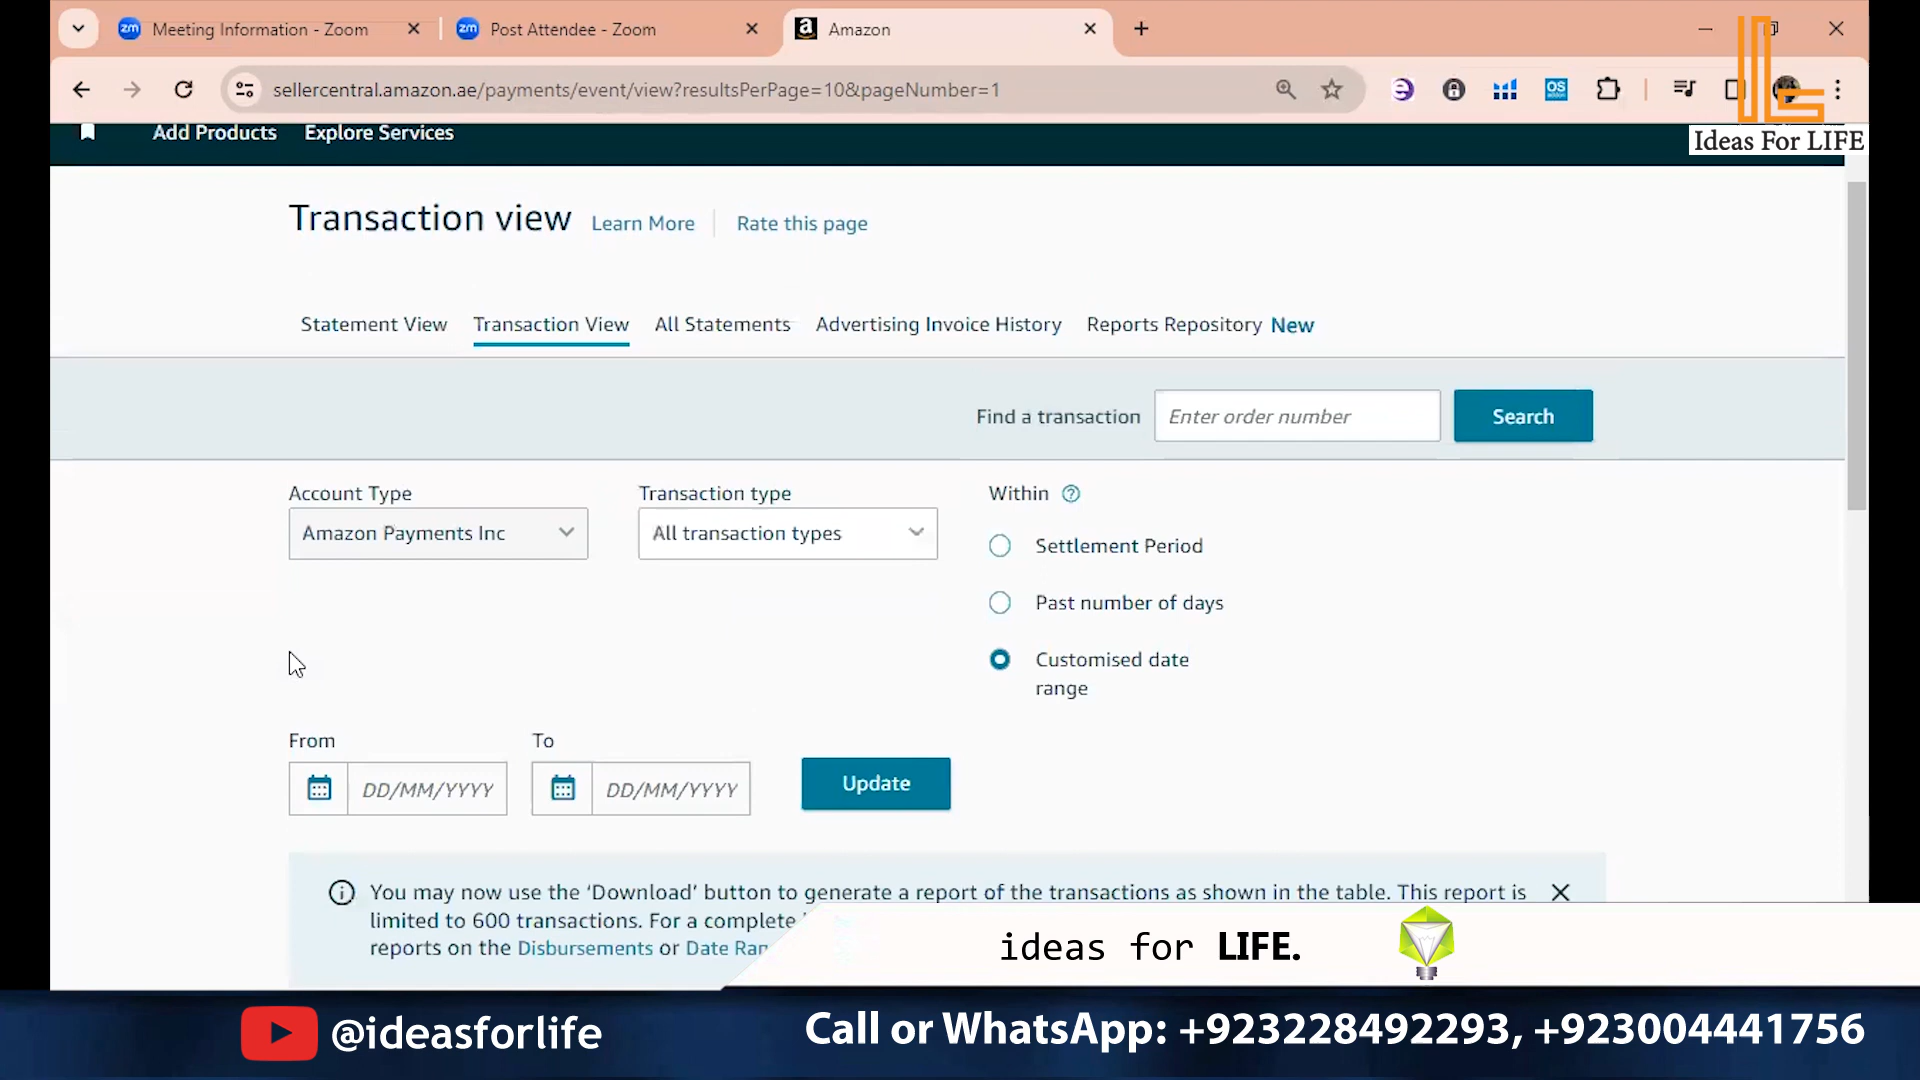 Meeting Information - Zoom
Post Attendee - Zoom
Amazon
sellercentral.amazon.ae/payments/event/view?resultsPerPage=10&pageNumber=1
OS
Ideas For LIFE
Add Products Explore Services
Transaction view Learn More Rate this page
Statement View Transaction View All Statements Advertising Invoice History Reports Repository New
Find a transaction Enter order number Search
Account Type Transaction type Within
Amazon Payments Inc All transaction types
Settlement Period
Past number of days
Customised date
range
From To
DD/MM/YYYY DD/MM/YYYY Update
You may now use the ‘Download’ button to generate a report of the transactions as shown in the table. This report is
limited to 600 transactions. For a complete
reports on the Disbursements or Date
ideas for LIFE.
@ideasforlife
Call or WhatsApp: +923228492293, +923004441756